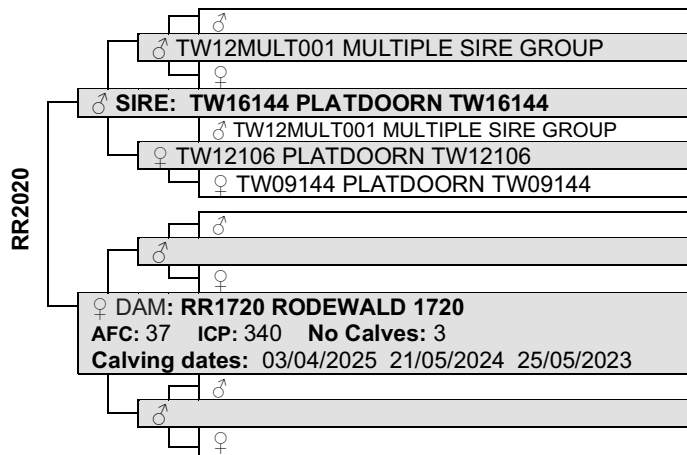 ♂
♂ TW12MULT001 MULTIPLE SIRE GROUP
♀
♂ SIRE: TW16144 PLATDOORN TW16144
♂ TW12MULT001 MULTIPLE SIRE GROUP
♀ TW12106 PLATDOORN TW12106
♀ TW09144 PLATDOORN TW09144
RR2020
♂
♂
♀
♀ DAM: RR1720 RODEWALD 1720
AFC: 37 ICP: 340 No Calves: 3
Calving dates: 03/04/2025 21/05/2024 25/05/2023
♂
♂
♀